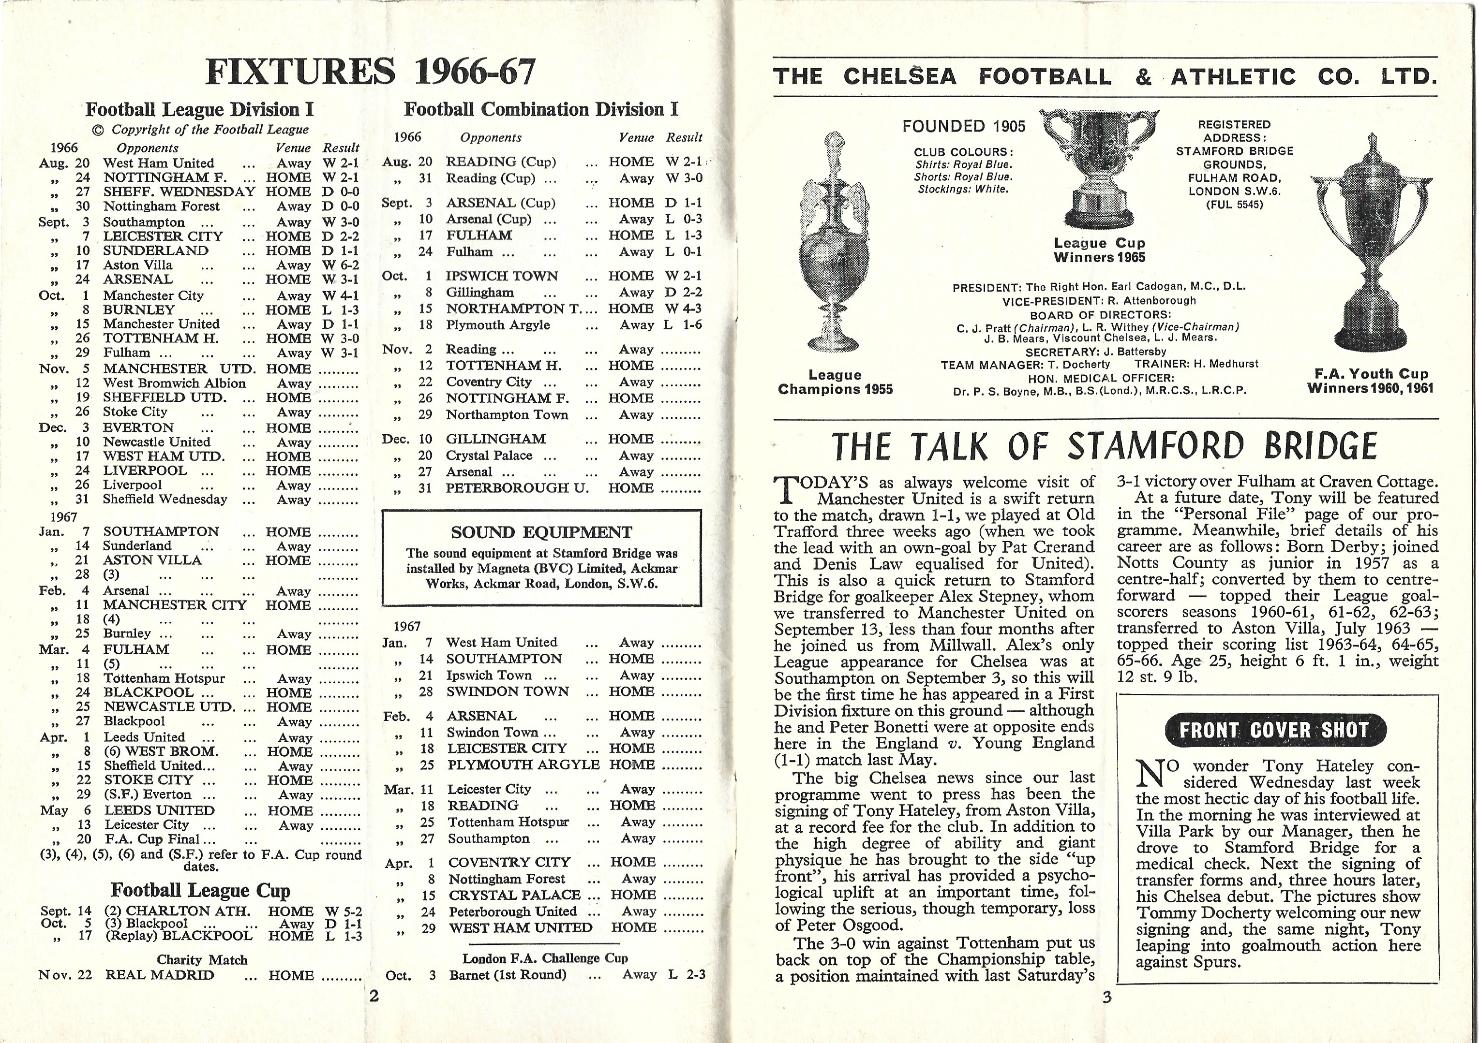 FIXTURES 1966-67
Football League Division I
© Copyright of the Football League
1966 Opponents Venue Result
Aug. 20 West Ham United ... Away W 2-1
„ 24 NOTTINGHAM F. ... HOME W 2-1
„ 27 SHEFF. WEDNESDAY HOME D 0-0
„ 30 Nottingham Forest ... Away D 0-0
Sept. 3 Southampton ... ... Away W 3-0
„ 7 LEICESTER CITY ... HOME D 2-2
„ 10 SUNDERLAND ... HOME D 1-1
„ 17 Aston Villa ... ... Away W 6-2
„ 24 ARSENAL ... ... HOME W 3-1
Oct. 1 Manchester City ... Away W 4-1
„ 8 BURNLEY ... ... HOME L 1-3
„ 15 Manchester United ... Away D 1-1
„ 26 TOTTENHAM H. ... HOME W 3-0
„ 29 Fulham ... ... ... Away W 3-1
Nov. 5 MANCHESTER UTD. HOME .........
„ 12 West Bromwich Albion Away .........
„ 19 SHEFFIELD UTD. ... HOME .........
„ 26 Stoke City ... ... Away .........
Dec. 3 EVERTON ... ... HOME .........
„ 10 Newcastle United ... Away .........
„ 17 WEST HAM UTD. ... HOME .........
„ 24 LIVERPOOL ... ... HOME .........
„ 26 Liverpool ... ... Away .........
„ 31 Sheffield Wednesday ... Away .........
1967
Jan. 7 SOUTHAMPTON ... HOME .........
„ 14 Sunderland ... ... Away .........
„ 21 ASTON VILLA ... HOME .........
„ 28 (3) ... ... ...
Feb. 4 Arsenal ... ... ... Away .........
„ 11 MANCHESTER CITY HOME .........
„ 18 (4) ... ... ...
„ 25 Burnley ... ... ... Away .........
Mar. 4 FULHAM ... ... HOME .........
„ 11 (5) ... ... ...
„ 18 Tottenham Hotspur ... Away .........
„ 24 BLACKPOOL ... ... HOME .........
„ 25 NEWCASTLE UTD. ... HOME .........
„ 27 Blackpool ... ... Away .........
Apr. 1 Leeds United ... ... Away .........
„ 8 (6) WEST BROM. ... HOME .........
„ 15 Sheffield United... ... Away .........
„ 22 STOKE CITY ... ... HOME .........
„ 29 (S.F.) Everton ... ... Away .........
May 6 LEEDS UNITED ... HOME .........
„ 13 Leicester City ... ... Away .........
„ 20 F.A. Cup Final ... ... .........
(3), (4), (5), (6) and (S.F.) refer to F.A. Cup round
dates.
Football League Cup
Sept. 14 (2) CHARLTON ATH. HOME W 5-2
Oct. 5 (3) Blackpool ... ... Away D 1-1
„ 17 (Replay) BLACKPOOL HOME L 1-3
Charity Match
Nov. 22 REAL MADRID ... HOME .........
Football Combination Division I
1966 Opponents Venue Result
Aug. 20 READING (Cup) ... HOME W 2-1
„ 31 Reading (Cup) ... ... Away W 3-0
Sept. 3 ARSENAL (Cup) ... HOME D 1-1
„ 10 Arsenal (Cup) ... ... Away L 0-3
„ 17 FULHAM ... ... HOME L 1-3
„ 24 Fulham ... ... ... Away L 0-1
Oct. 1 IPSWICH TOWN ... HOME W 2-1
„ 8 Gillingham ... ... Away D 2-2
„ 15 NORTHAMPTON T. ... HOME W 4-3
„ 18 Plymouth Argyle ... Away L 1-6
Nov. 2 Reading ... ... ... Away .........
„ 12 TOTTENHAM H. ... HOME .........
„ 22 Coventry City ... ... Away .........
„ 26 NOTTINGHAM F. ... HOME .........
„ 29 Northampton Town ... Away .........
Dec. 10 GILLINGHAM ... HOME .........
„ 20 Crystal Palace ... ... Away .........
„ 27 Arsenal ... ... ... Away .........
„ 31 PETERBOROUGH U. HOME .........
SOUND EQUIPMENT
The sound equipment at Stamford Bridge was
installed by Magneta (BVC) Limited, Ackmar
Works, Ackmar Road, London, S.W.6.
1967
Jan. 7 West Ham United ... Away .........
„ 14 SOUTHAMPTON ... HOME .........
„ 21 Ipswich Town ... ... Away .........
„ 28 SWINDON TOWN ... HOME .........
Feb. 4 ARSENAL ... ... HOME .........
„ 11 Swindon Town ... ... Away .........
„ 18 LEICESTER CITY ... HOME .........
„ 25 PLYMOUTH ARGYLE HOME .........
Mar. 11 Leicester City ... ... Away .........
„ 18 READING ... ... HOME .........
„ 25 Tottenham Hotspur ... Away .........
„ 27 Southampton ... ... Away .........
Apr. 1 COVENTRY CITY ... HOME .........
„ 8 Nottingham Forest ... Away .........
„ 15 CRYSTAL PALACE ... HOME .........
„ 24 Peterborough United ... Away .........
„ 29 WEST HAM UNITED HOME .........
London F.A. Challenge Cup
Oct. 3 Barnet (1st Round) ... Away L 2-3
2
THE CHELSEA FOOTBALL & ATHLETIC CO. LTD.
FOUNDED 1905
CLUB COLOURS :
Shirts: Royal Blue.
Shorts: Royal Blue.
Stockings: White.
REGISTERED
ADDRESS :
STAMFORD BRIDGE
GROUNDS,
FULHAM ROAD,
LONDON S.W.6.
(FUL 5545)
League Cup
Winners 1965
PRESIDENT: The Right Hon. Earl Cadogan, M.C., D.L.
VICE-PRESIDENT: R. Attenborough
BOARD OF DIRECTORS:
C. J. Pratt (Chairman), L. R. Withey (Vice-Chairman)
J. B. Mears, Viscount Chelsea, L. J. Mears.
SECRETARY: J. Battersby
TEAM MANAGER: T. Docherty TRAINER: H. Medhurst
HON. MEDICAL OFFICER:
Dr. P. S. Boyne, M.B., B.S.(Lond.), M.R.C.S., L.R.C.P.
League
Champions 1955
F.A. Youth Cup
Winners 1960, 1961
THE TALK OF STAMFORD BRIDGE
TODAY'S as always welcome visit of
Manchester United is a swift return
to the match, drawn 1-1, we played at Old
Trafford three weeks ago (when we took
the lead with an own-goal by Pat Crerand
and Denis Law equalised for United).
This is also a quick return to Stamford
Bridge for goalkeeper Alex Stepney, whom
we transferred to Manchester United on
September 13, less than four months after
he joined us from Millwall. Alex's only
League appearance for Chelsea was at
Southampton on September 3, so this will
be the first time he has appeared in a First
Division fixture on this ground — although
he and Peter Bonetti were at opposite ends
here in the England v. Young England
(1-1) match last May.
The big Chelsea news since our last
programme went to press has been the
signing of Tony Hateley, from Aston Villa,
at a record fee for the club. In addition to
the high degree of ability and giant
physique he has brought to the side "up
front", his arrival has provided a psycho-
logical uplift at an important time, fol-
lowing the serious, though temporary, loss
of Peter Osgood.
The 3-0 win against Tottenham put us
back on top of the Championship table,
a position maintained with last Saturday's
3-1 victory over Fulham at Craven Cottage.
At a future date, Tony will be featured
in the "Personal File" page of our pro-
gramme. Meanwhile, brief details of his
career are as follows: Born Derby; joined
Notts County as junior in 1957 as a
centre-half; converted by them to centre-
forward — topped their League goal-
scorers seasons 1960-61, 61-62, 62-63;
transferred to Aston Villa, July 1963 —
topped their scoring list 1963-64, 64-65,
65-66. Age 25, height 6 ft. 1 in., weight
12 st. 9 lb.
FRONT COVER SHOT
NO wonder Tony Hateley con-
sidered Wednesday last week
the most hectic day of his football life.
In the morning he was interviewed at
Villa Park by our Manager, then he
drove to Stamford Bridge for a
medical check. Next the signing of
transfer forms and, three hours later,
his Chelsea debut. The pictures show
Tommy Docherty welcoming our new
signing and, the same night, Tony
leaping into goalmouth action here
against Spurs.
3